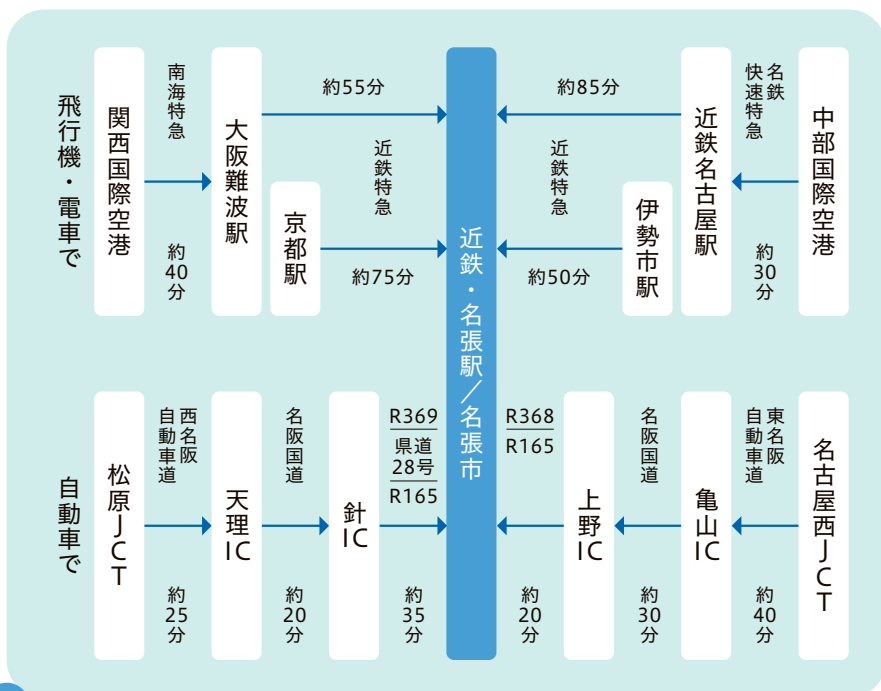 飛行機・電車で
関西国際空港
南海特急
約40分
大阪難波駅
約55分
京都駅
近鉄特急
約75分
近鉄・名張駅/名張市
約85分
近鉄特急
約50分
伊勢市駅
近鉄名古屋駅
名鉄
快速特急
約30分
中部国際空港
自動車で
松原JCT
西名阪
自動車道
約25分
天理IC
名阪国道
約20分
針IC
R369
県道
28号
R165
約35分
R368
R165
約20分
上野IC
名阪国道
約30分
亀山IC
東名阪
自動車道
約40分
名古屋西JCT